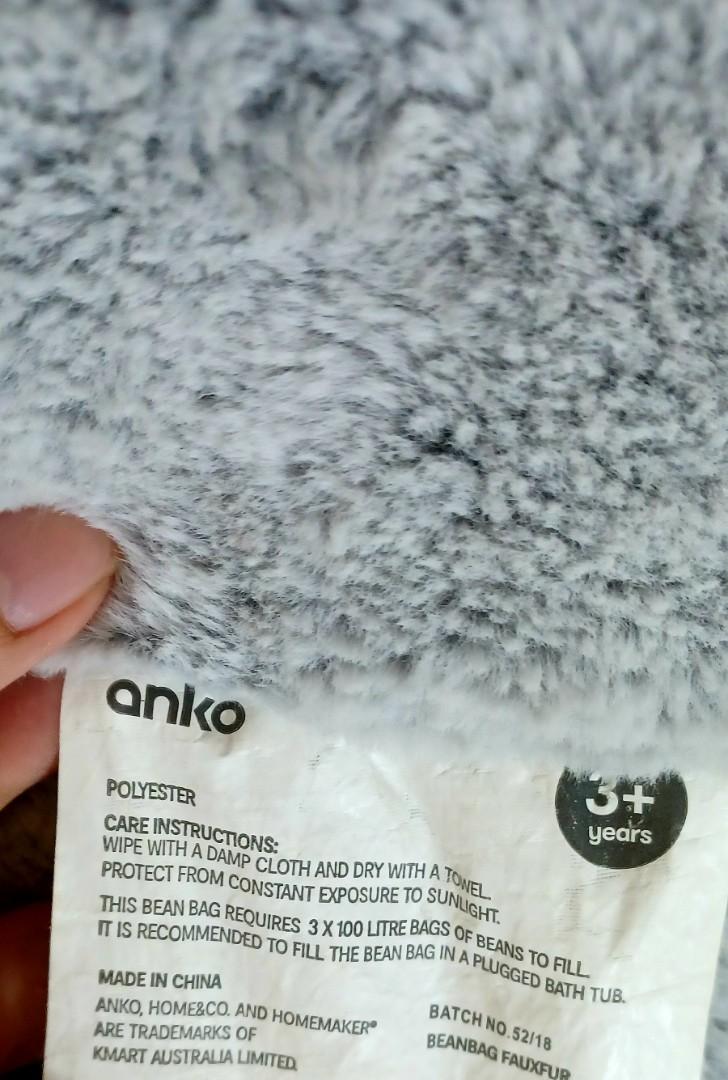 anko
POLYESTER
3+
years
CARE INSTRUCTIONS:
WIPE WITH A DAMP CLOTH AND DRY WITH A TOWEL.
PROTECT FROM CONSTANT EXPOSURE TO SUNLIGHT.
THIS BEAN BAG REQUIRES 3 X 100 LITRE BAGS OF BEANS TO FILL.
IT IS RECOMMENDED TO FILL THE BEAN BAG IN A PLUGGED BATH TUB.
MADE IN CHINA
ANKO, HOME&CO. AND HOMEMAKER®
ARE TRADEMARKS OF
KMART AUSTRALIA LIMITED.
BATCH NO.52/18
BEANBAG FAUXFUR